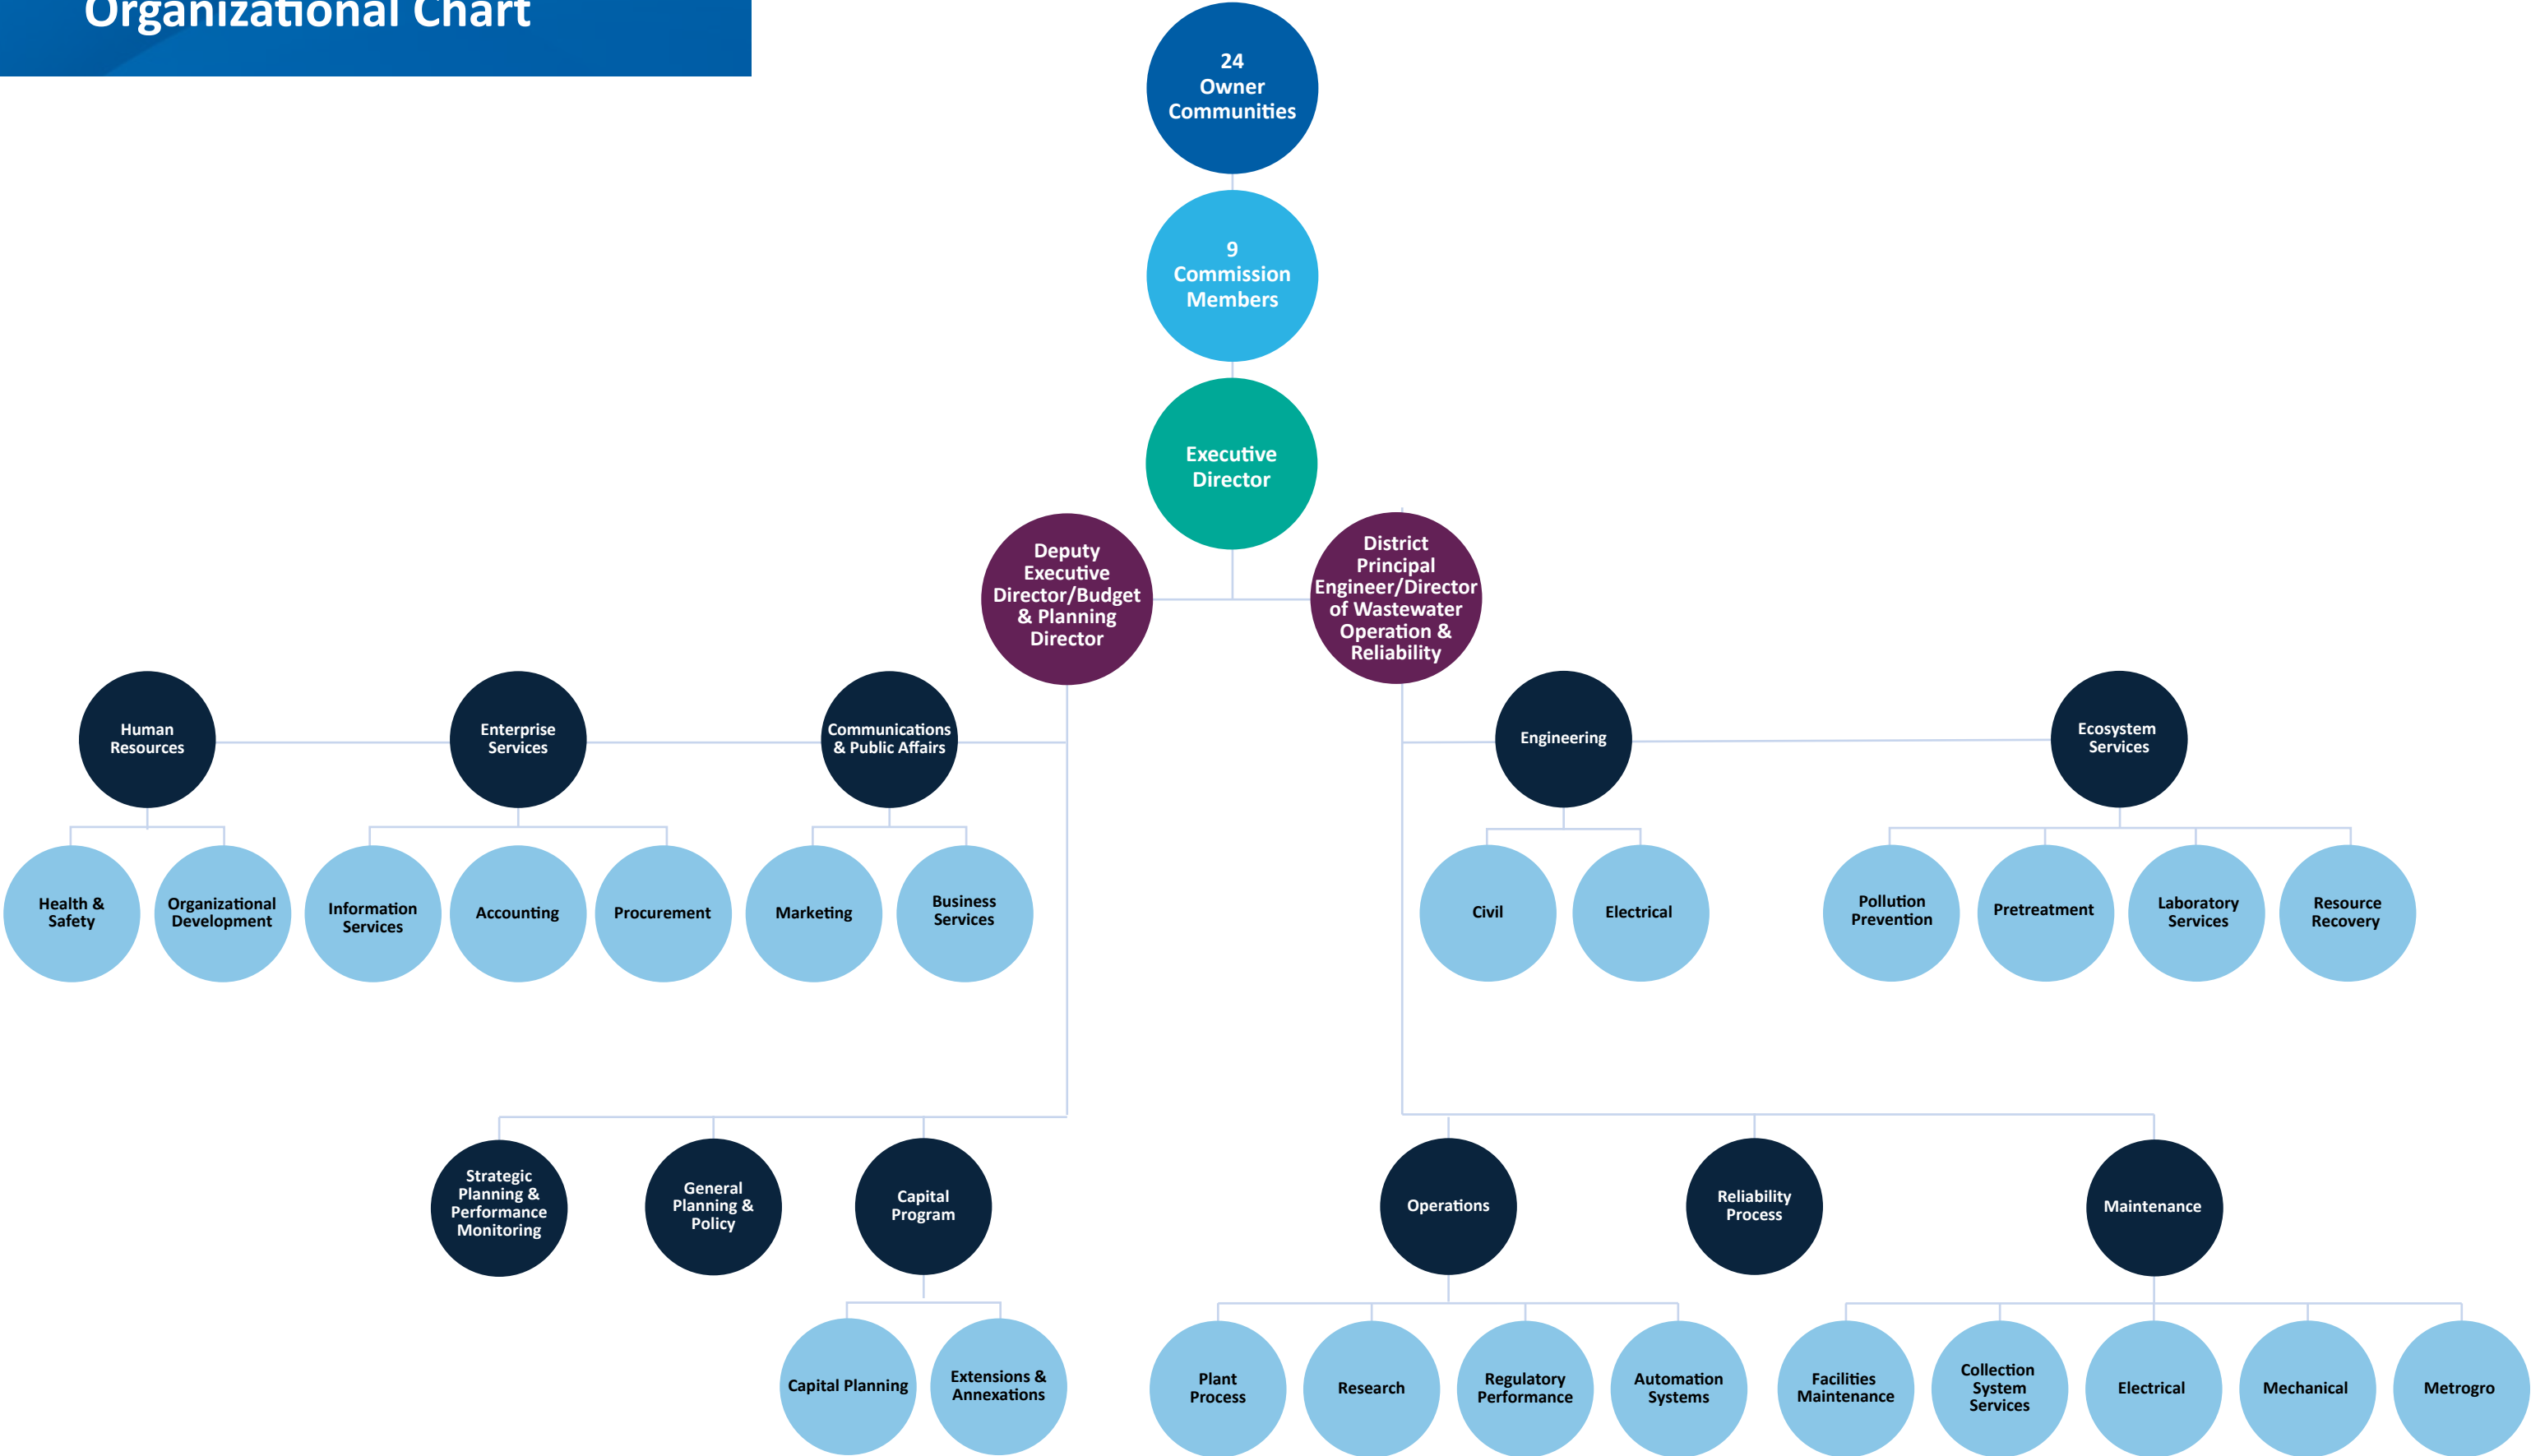 Organizational Chart
24
Owner
Communities
9
Commission
Members
Executive
Director
Deputy
Executive
Director/Budget
& Planning
Director
District
Principal
Engineer/Director
of Wastewater
Operation &
Reliability
Human
Resources
Enterprise
Services
Communications
& Public Affairs
Engineering
Ecosystem
Services
Health &
Safety
Organizational
Development
Information
Services
Accounting
Procurement
Marketing
Business
Services
Civil
Electrical
Pollution
Prevention
Pretreatment
Laboratory
Services
Resource
Recovery
Strategic
Planning &
Performance
Monitoring
General
Planning &
Policy
Capital
Program
Operations
Reliability
Process
Maintenance
Capital Planning
Extensions &
Annexations
Plant
Process
Research
Regulatory
Performance
Automation
Systems
Facilities
Maintenance
Collection
System
Services
Electrical
Mechanical
Metrogro